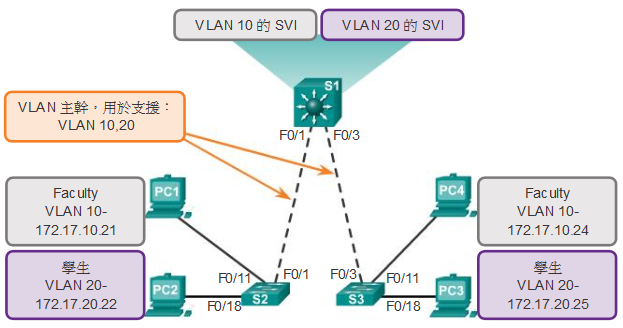 VLAN 10 的 SVI
VLAN 20 的 SVI
S1
VLAN 主幹，用於支援：
VLAN 10,20
F0/1
F0/3
PC1
Faculty
VLAN 10-
172.17.10.21
PC4
Faculty
VLAN 10-
172.17.10.24
F0/11
F0/1
F0/3
F0/11
學生
VLAN 20-
172.17.20.22
PC2
F0/18
S2
S3
F0/18
PC3
學生
VLAN 20-
172.17.20.25